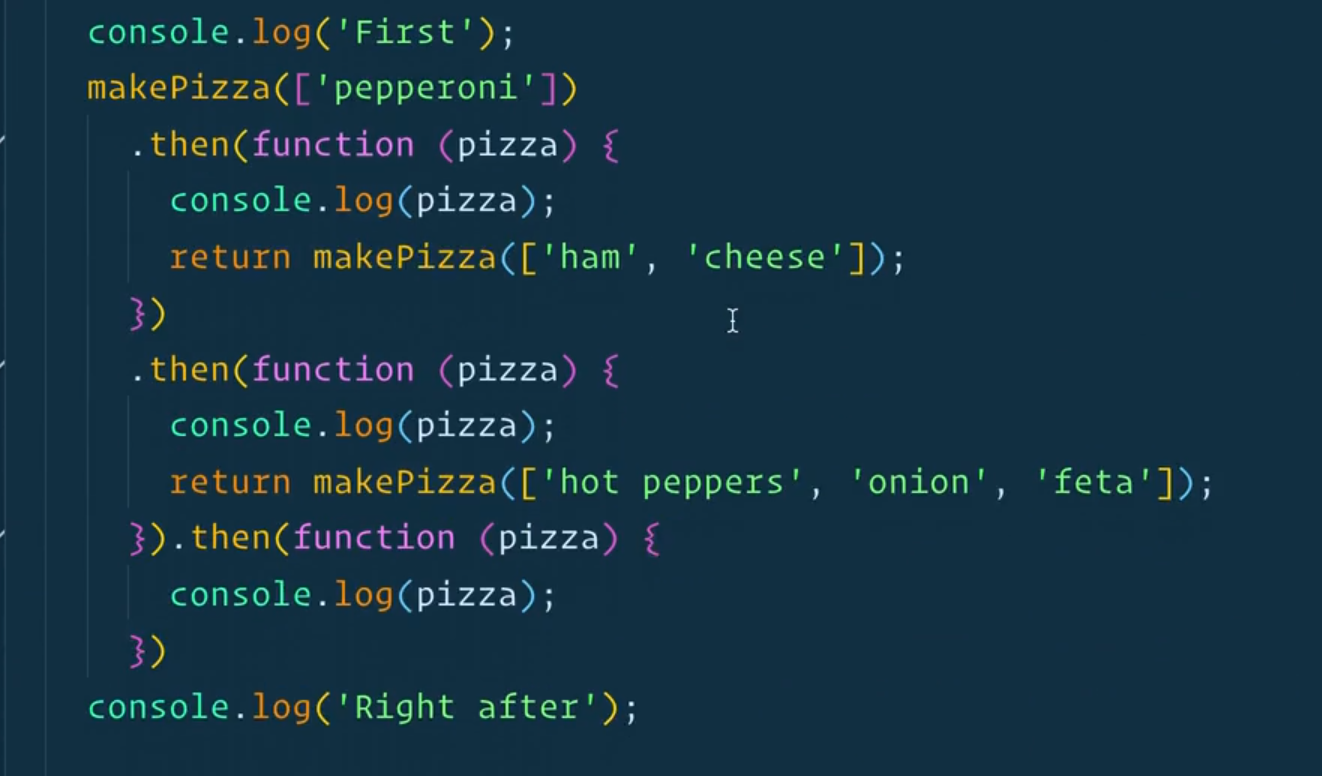 console.log('First');
makePizza(['pepperoni'])
.then(function (pizza) {
console.log(pizza);
return makePizza(['ham', 'cheese']);
})
.then(function (pizza) {
console.log(pizza);
return makePizza(['hot peppers', 'onion', 'feta']);
}).then(function (pizza) {
console.log(pizza);
})
console.log('Right after');